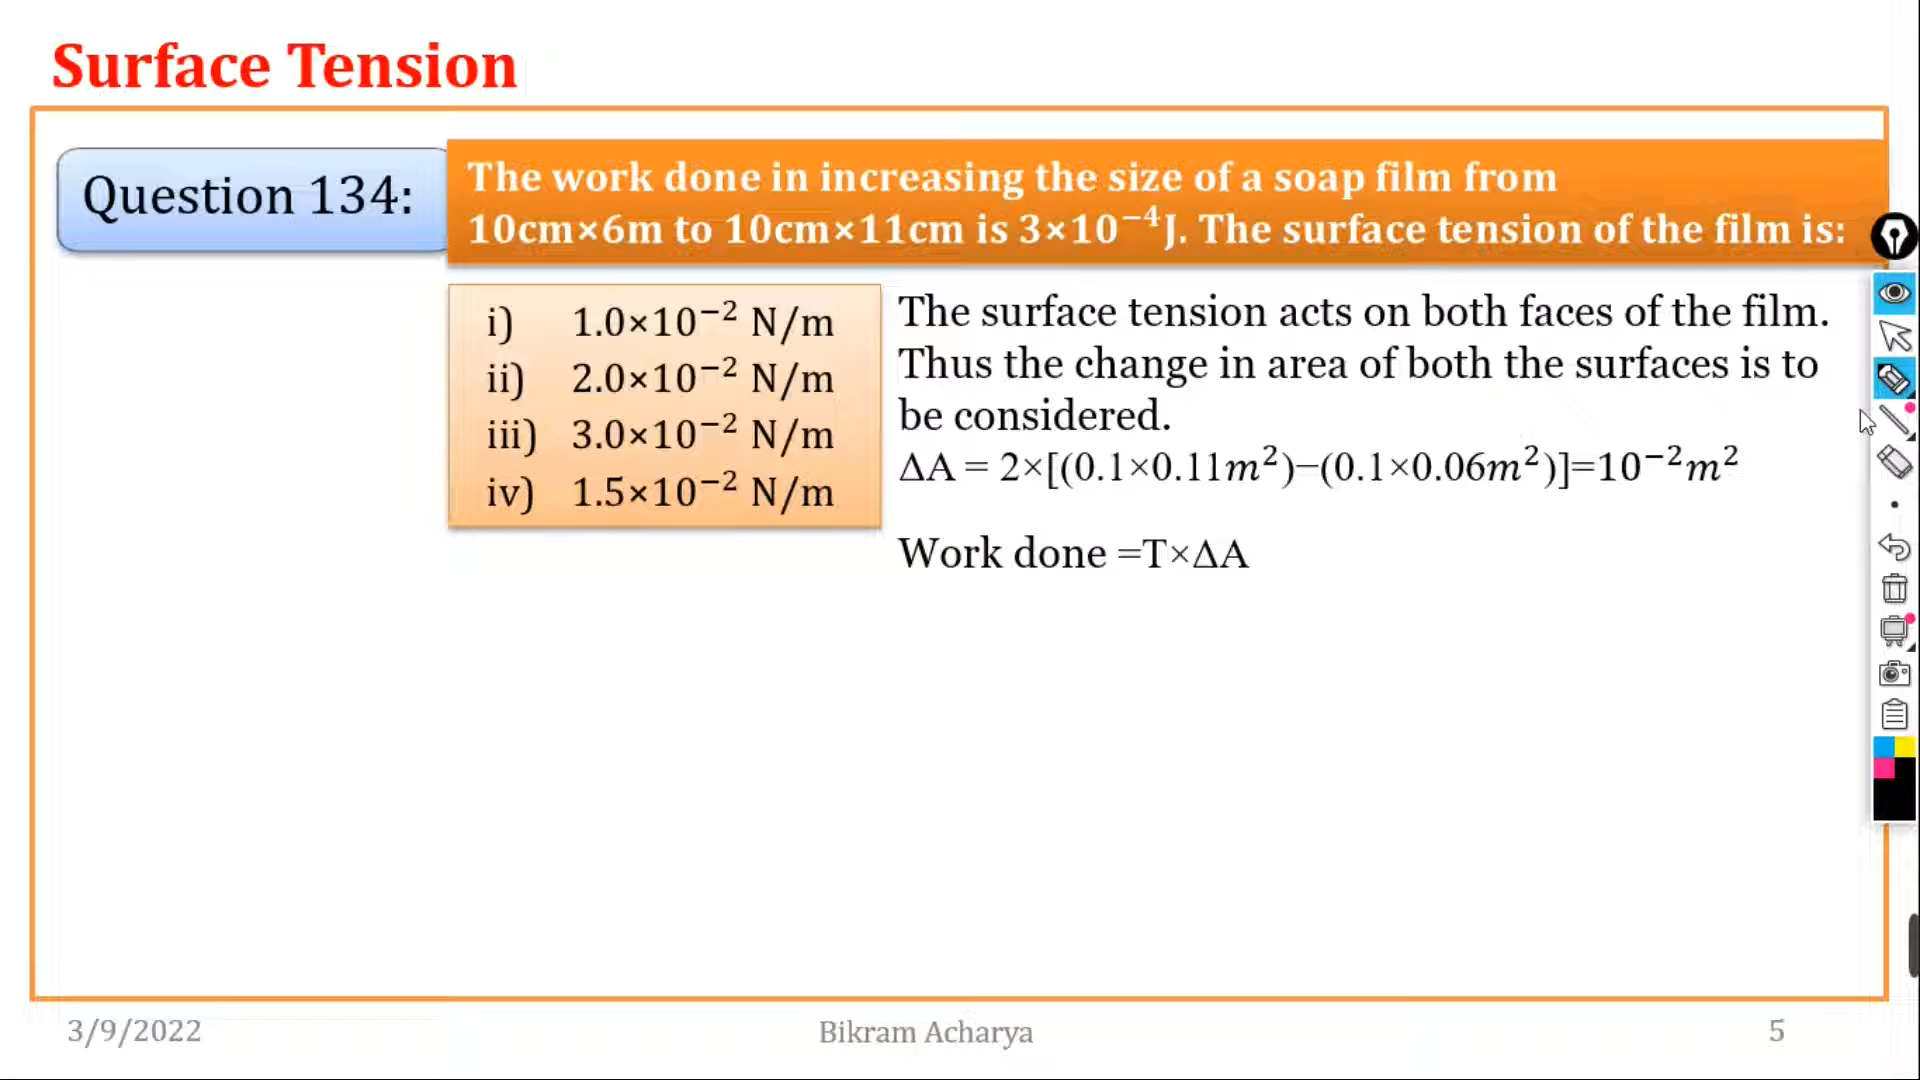 Surface Tension
Question 134:
The work done in increasing the size of a soap film from
10cm×6m to 10cm×11cm is 3×10⁻⁴J. The surface tension of the film is:
i) 1.0×10⁻² N/m
ii) 2.0×10⁻² N/m
iii) 3.0×10⁻² N/m
iv) 1.5×10⁻² N/m
The surface tension acts on both faces of the film.
Thus the change in area of both the surfaces is to
be considered.
ΔA = 2×[(0.1×0.11m²)−(0.1×0.06m²)]=10⁻²m²
Work done =T×ΔA
3/9/2022
Bikram Acharya
5